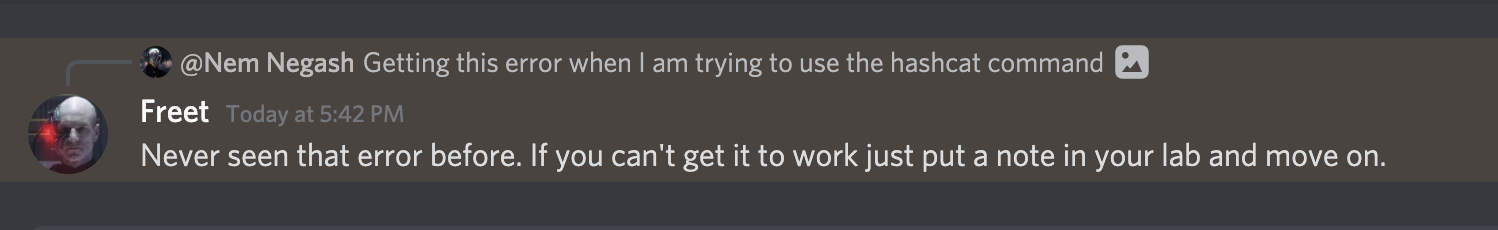 @Nem Negash Getting this error when I am trying to use the hashcat command
Freet Today at 5:42 PM
Never seen that error before. If you can't get it to work just put a note in your lab and move on.